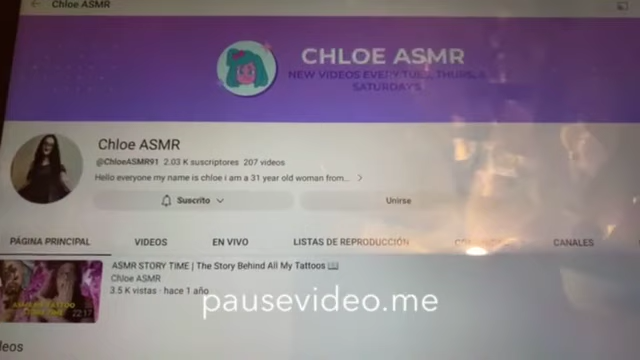 Chloe ASMR
CHLOE ASMR
NEW VIDEOS EVERY TUES, THURS, &
SATURDAYS
Chloe ASMR
@ChloeASMR91 2.03 K suscriptores 207 videos
Hello everyone my name is chloe i am a 31 year old woman from...
Suscrito
Unirse
PÁGINA PRINCIPAL VIDEOS EN VIVO LISTAS DE REPRODUCCIÓN CANALES
ASMR STORY TIME | The Story Behind All My Tattoos
Chloe ASMR
3.5 K vistas · hace 1 año
22:17
pausevideo.me